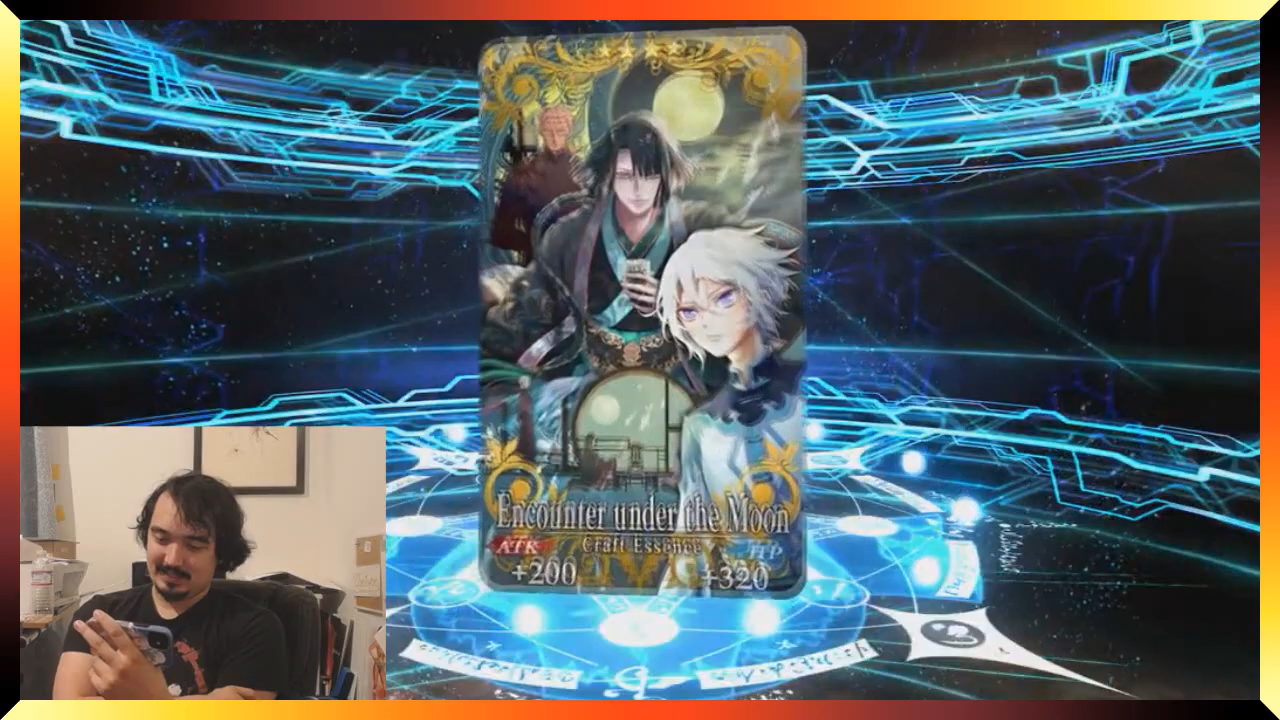 Encounter under the Moon
Craft Essence
ATK
HP
+200
+320